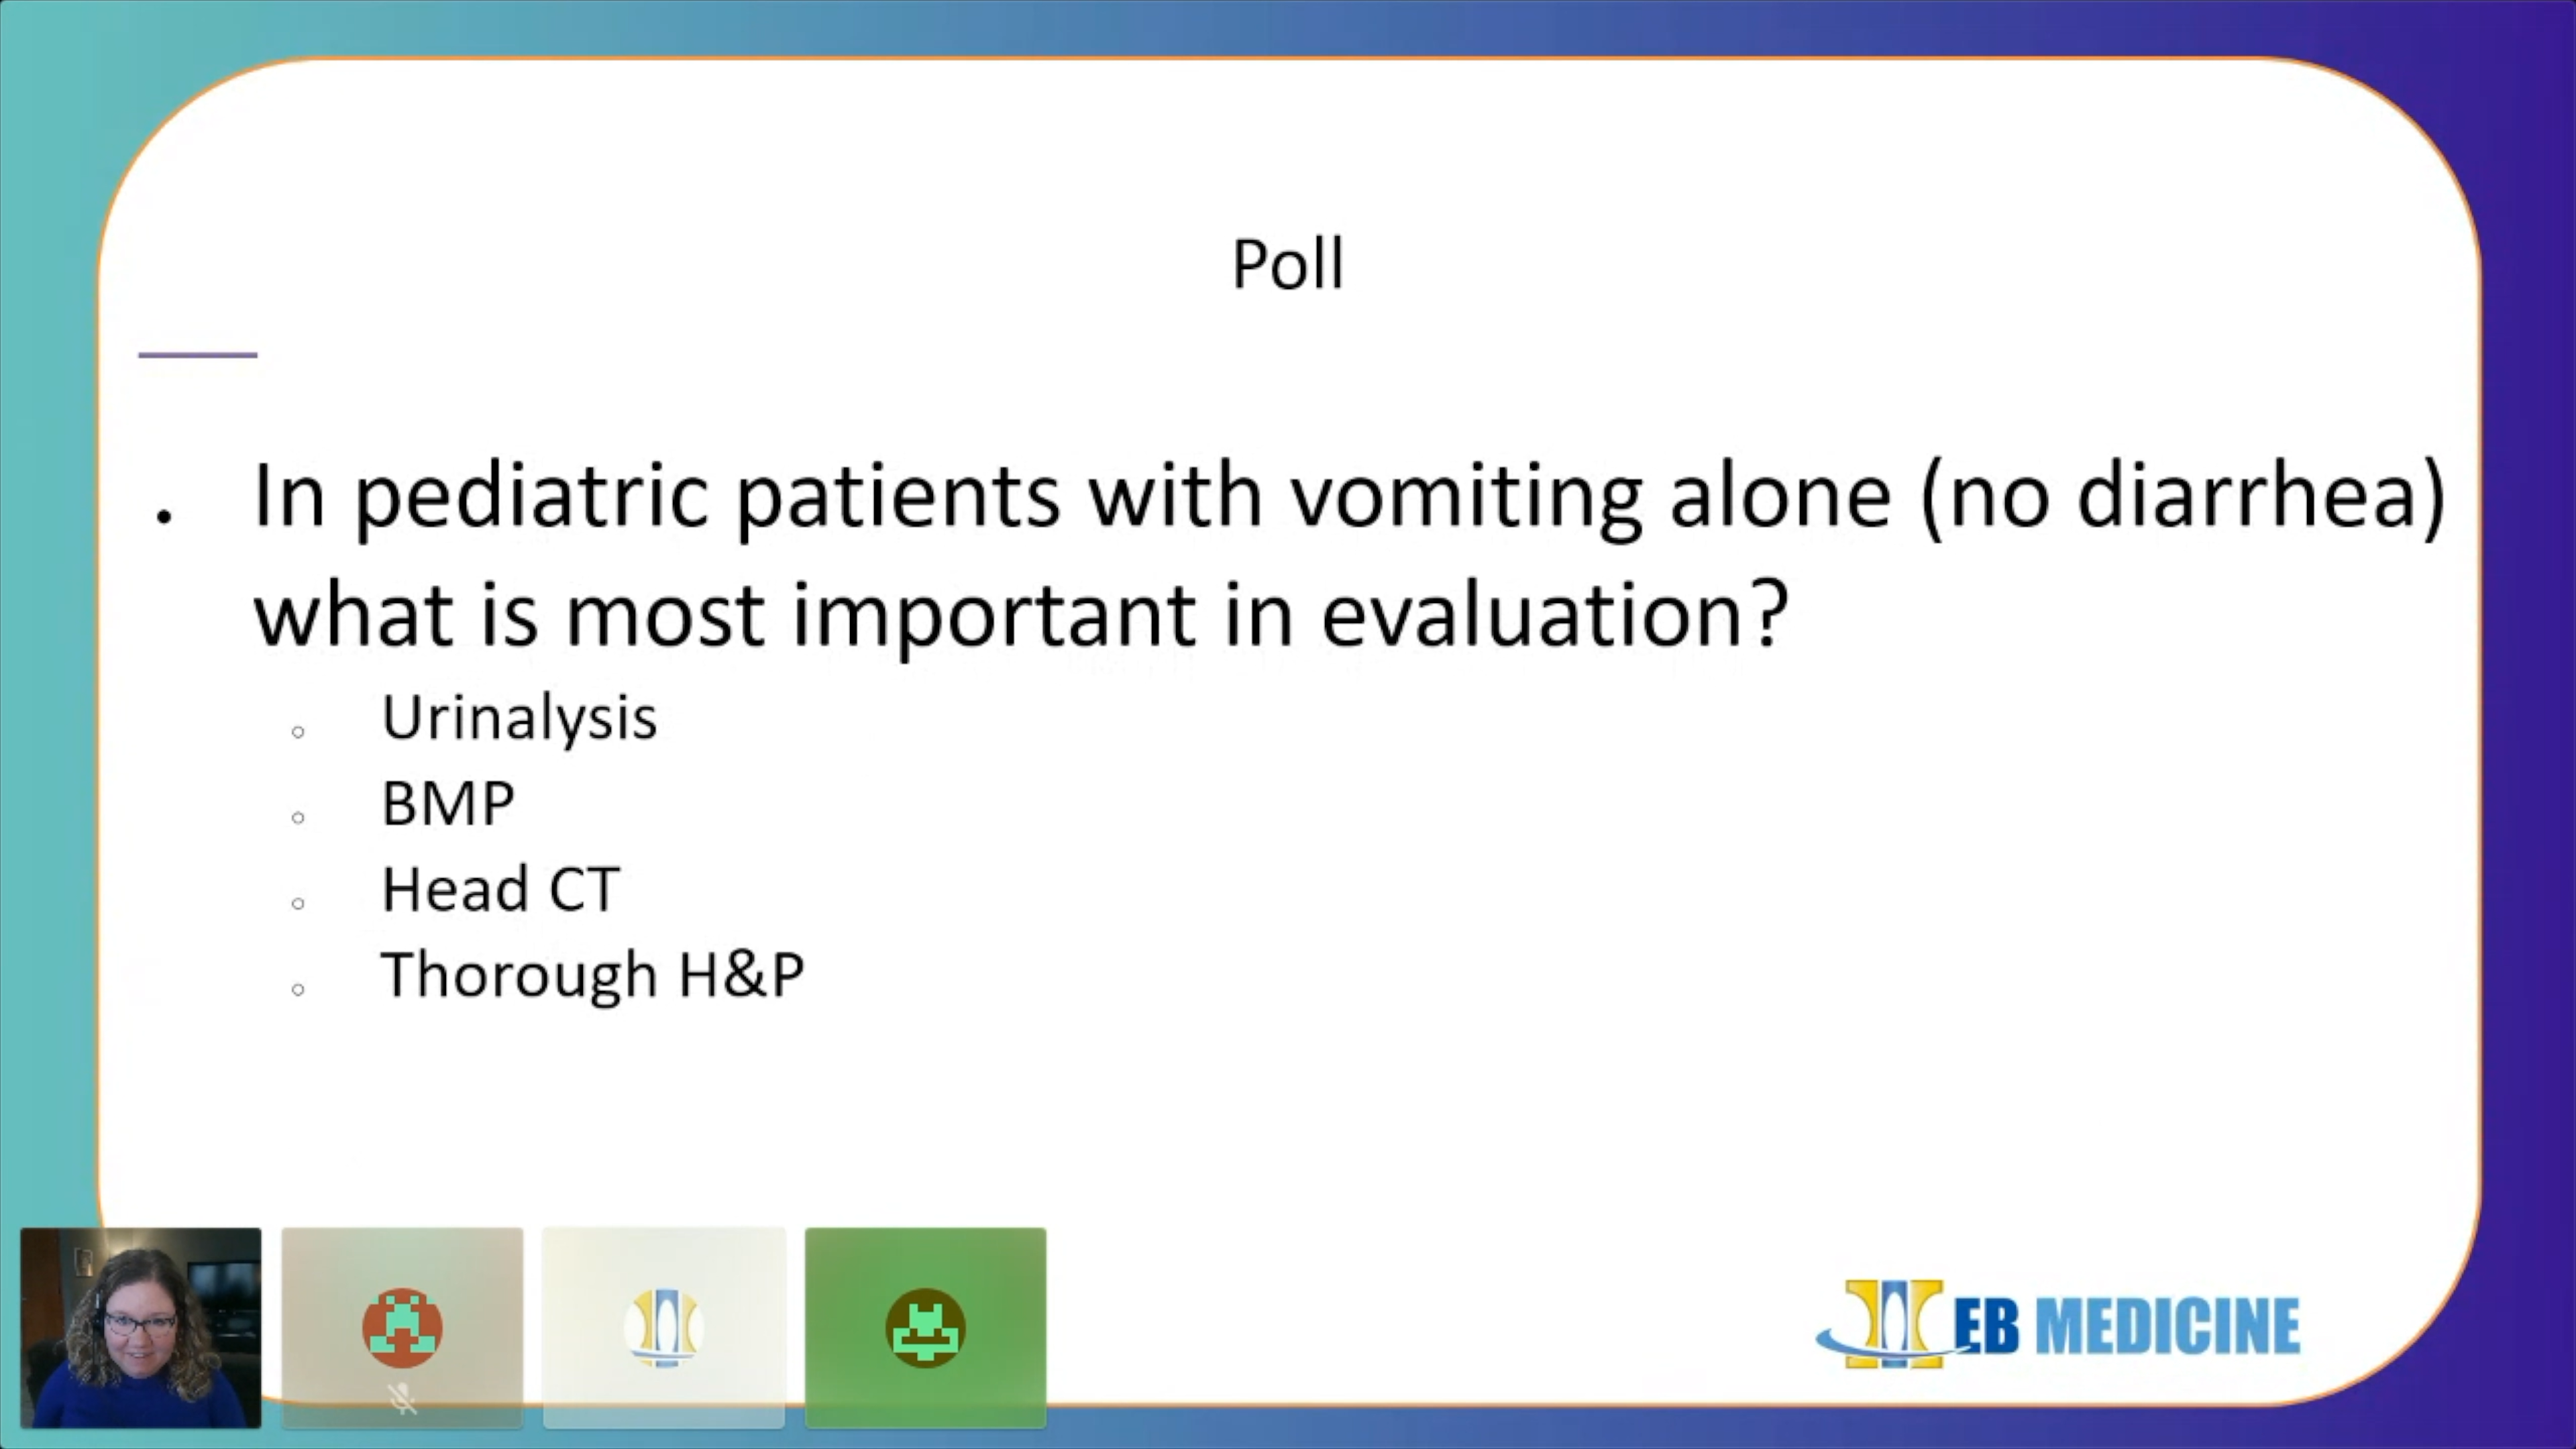 Poll
• In pediatric patients with vomiting alone (no diarrhea)
what is most important in evaluation?
○ Urinalysis
○ BMP
○ Head CT
○ Thorough H&P
EB MEDICINE